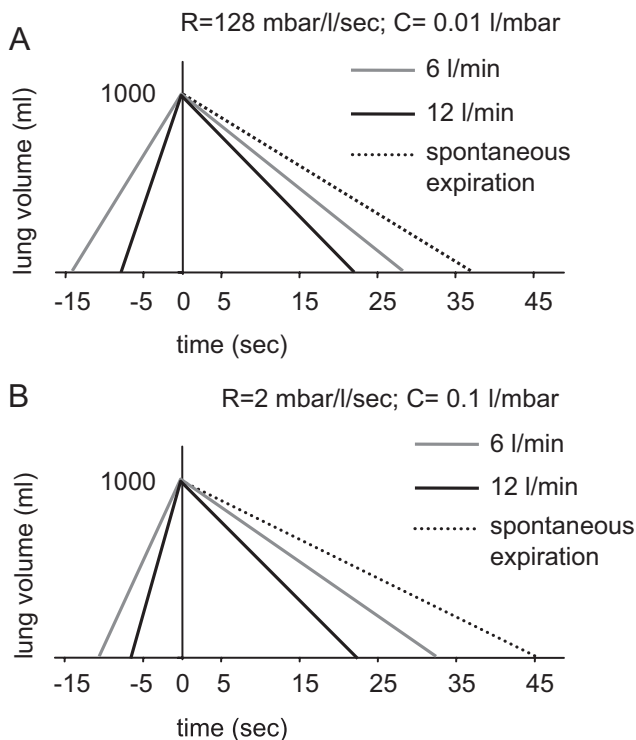 A
R=128 mbar/l/sec; C= 0.01 l/mbar
6 l/min
12 l/min
spontaneous
expiration
1000
lung volume (ml)
-15 -5 0 5 15 25 35 45
time (sec)
B
R=2 mbar/l/sec; C= 0.1 l/mbar
6 l/min
12 l/min
spontaneous
expiration
1000
lung volume (ml)
-15 -5 0 5 15 25 35 45
time (sec)